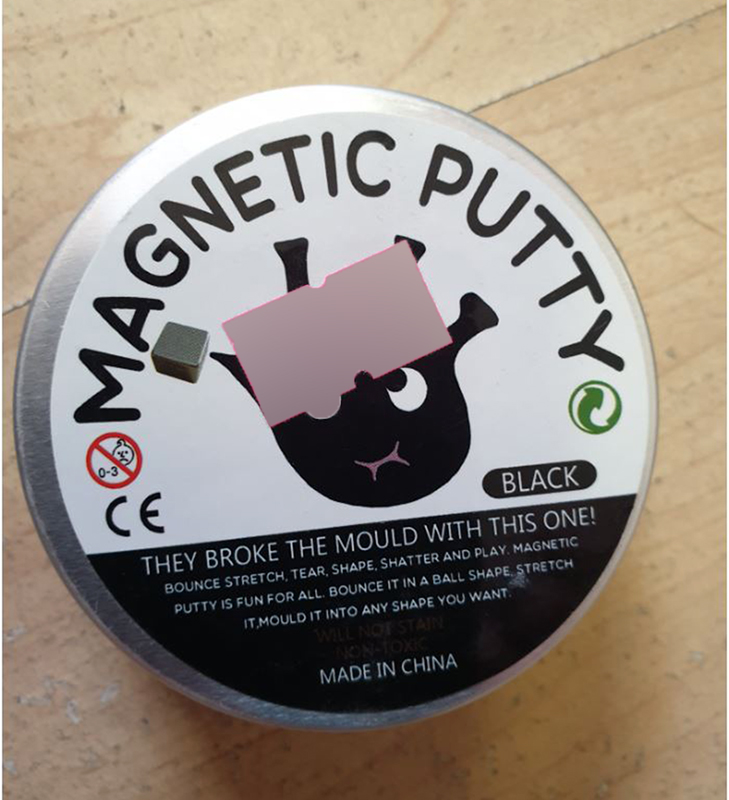 MAGNETIC PUTTY
0-3
CE
BLACK
THEY BROKE THE MOULD WITH THIS ONE!
BOUNCE STRETCH, TEAR, SHAPE, SHATTER AND PLAY. MAGNETIC
PUTTY IS FUN FOR ALL. BOUNCE IT IN A BALL SHAPE, STRETCH
IT,MOULD IT INTO ANY SHAPE YOU WANT.
WILL NOT STAIN
NON-TOXIC
MADE IN CHINA